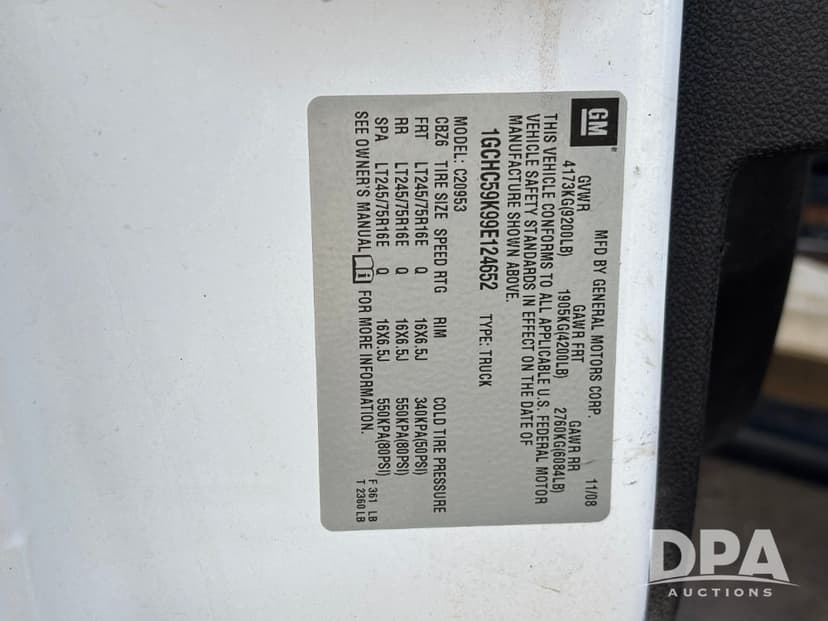 GM
MFD BY GENERAL MOTORS CORP. 11/08
GVWR GAWR FRT GAWR RR
4173KG(9200LB) 1905KG(4200LB) 2760KG(6084LB)
THIS VEHICLE CONFORMS TO ALL APPLICABLE U.S. FEDERAL MOTOR
VEHICLE SAFETY STANDARDS IN EFFECT ON THE DATE OF
MANUFACTURE SHOWN ABOVE.
1GCHC59K99E124652 TYPE: TRUCK
MODEL: C20953
CBZ6 TIRE SIZE SPEED RTG RIM COLD TIRE PRESSURE
FRT LT245/75R16E Q 16X6.5J 340KPA(50PSI)
RR LT245/75R16E Q 16X6.5J 550KPA(80PSI)
SPA LT245/75R16E Q 16X6.5J 550KPA(80PSI)
SEE OWNER'S MANUAL i FOR MORE INFORMATION.
F 361 LB
T 2360 LB
DPA
AUCTIONS